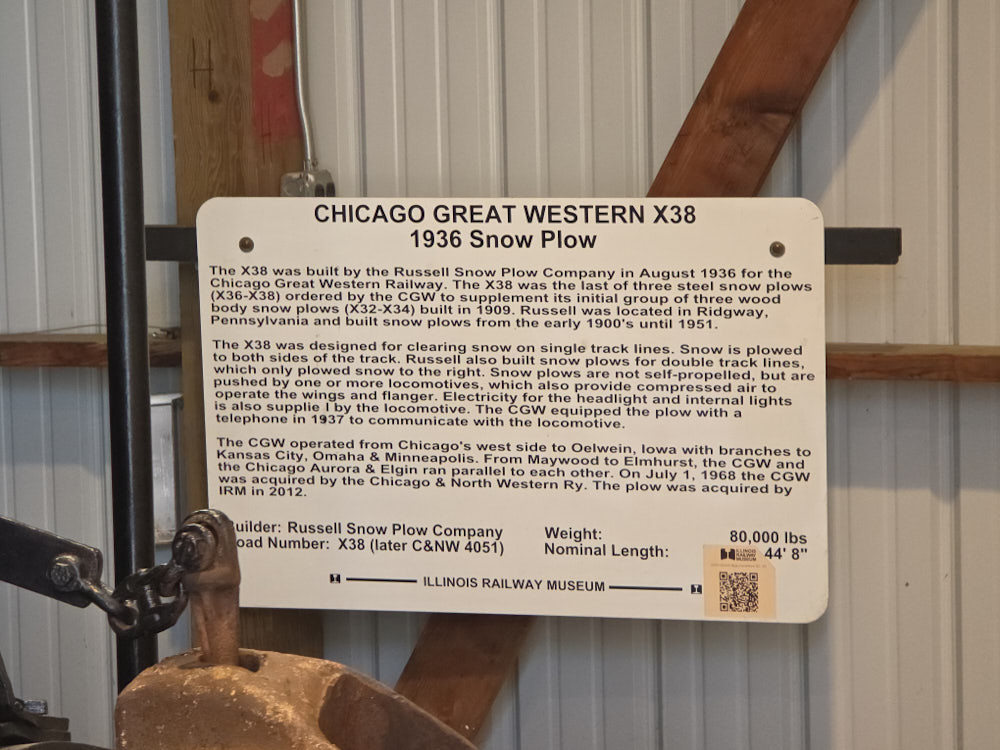 CHICAGO GREAT WESTERN X38
1936 Snow Plow
The X38 was built by the Russell Snow Plow Company in August 1936 for the
Chicago Great Western Railway. The X38 was the last of three steel snow plows
(X36-X38) ordered by the CGW to supplement its initial group of three wood
body snow plows (X32-X34) built in 1909. Russell was located in Ridgway,
Pennsylvania and built snow plows from the early 1900's until 1951.
The X38 was designed for clearing snow on single track lines. Snow is plowed
to both sides of the track. Russell also built snow plows for double track lines,
which only plowed snow to the right. Snow plows are not self-propelled, but are
pushed by one or more locomotives, which also provide compressed air to
operate the wings and flanger. Electricity for the headlight and internal lights
is also supplie l by the locomotive. The CGW equipped the plow with a
telephone in 1937 to communicate with the locomotive.
The CGW operated from Chicago's west side to Oelwein, Iowa with branches to
Kansas City, Omaha & Minneapolis. From Maywood to Elmhurst, the CGW and
the Chicago Aurora & Elgin ran parallel to each other. On July 1, 1968 the CGW
was acquired by the Chicago & North Western Ry. The plow was acquired by
IRM in 2012.
uilder: Russell Snow Plow Company Weight: 80,000 lbs
oad Number: X38 (later C&NW 4051) Nominal Length: 44' 8"
ILLINOIS RAILWAY MUSEUM
ILLINOIS
RAILWAY
MUSEUM